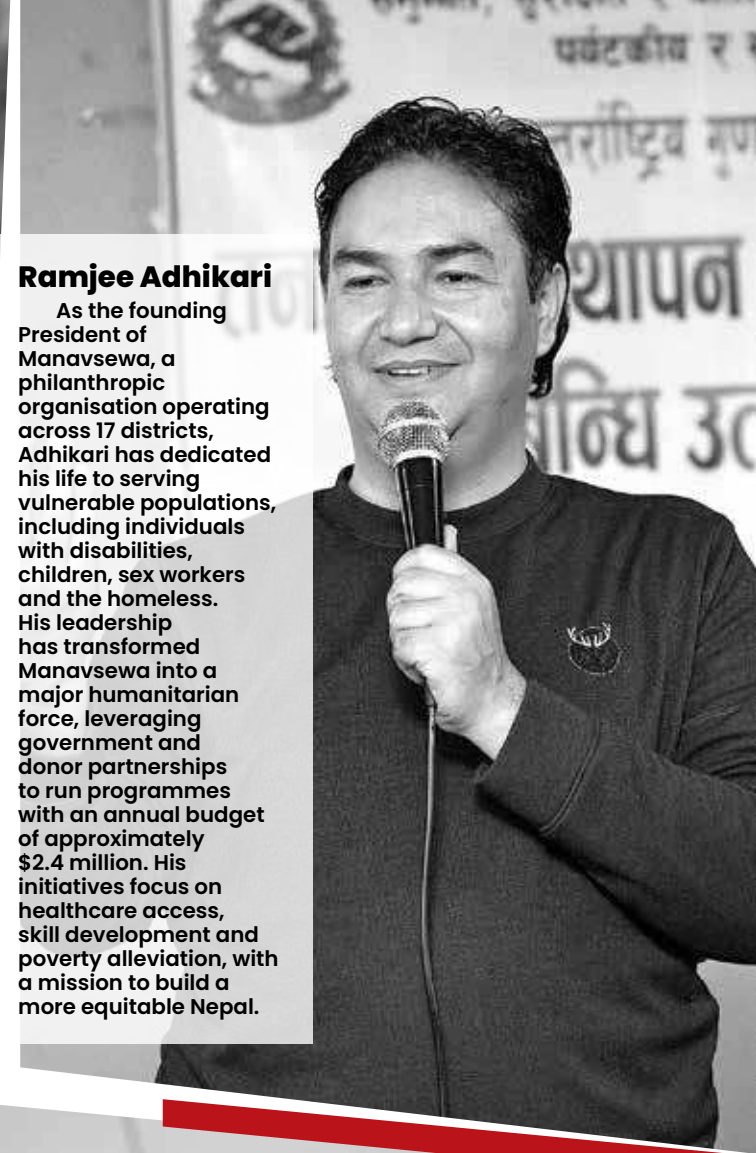 पर्यटकीय र
थापन
न्धि उ
Ramjee Adhikari
As the founding
President of
Manavsewa, a
philanthropic
organisation operating
across 17 districts,
Adhikari has dedicated
his life to serving
vulnerable populations,
including individuals
with disabilities,
children, sex workers
and the homeless.
His leadership
has transformed
Manavsewa into a
major humanitarian
force, leveraging
government and
donor partnerships
to run programmes
with an annual budget
of approximately
$2.4 million. His
initiatives focus on
healthcare access,
skill development and
poverty alleviation, with
a mission to build a
more equitable Nepal.